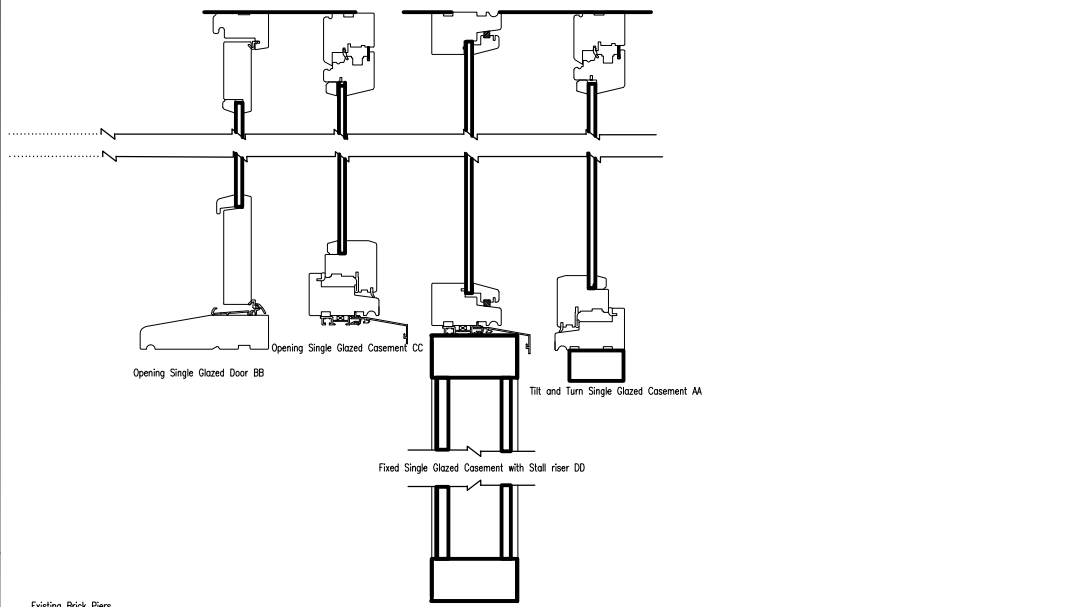 Opening Single Glazed Casement CC
Opening Single Glazed Door BB
Tilt and Turn Single Glazed Casement AA
Fixed Single Glazed Casement with Stall riser DD
Existing Brick Piers